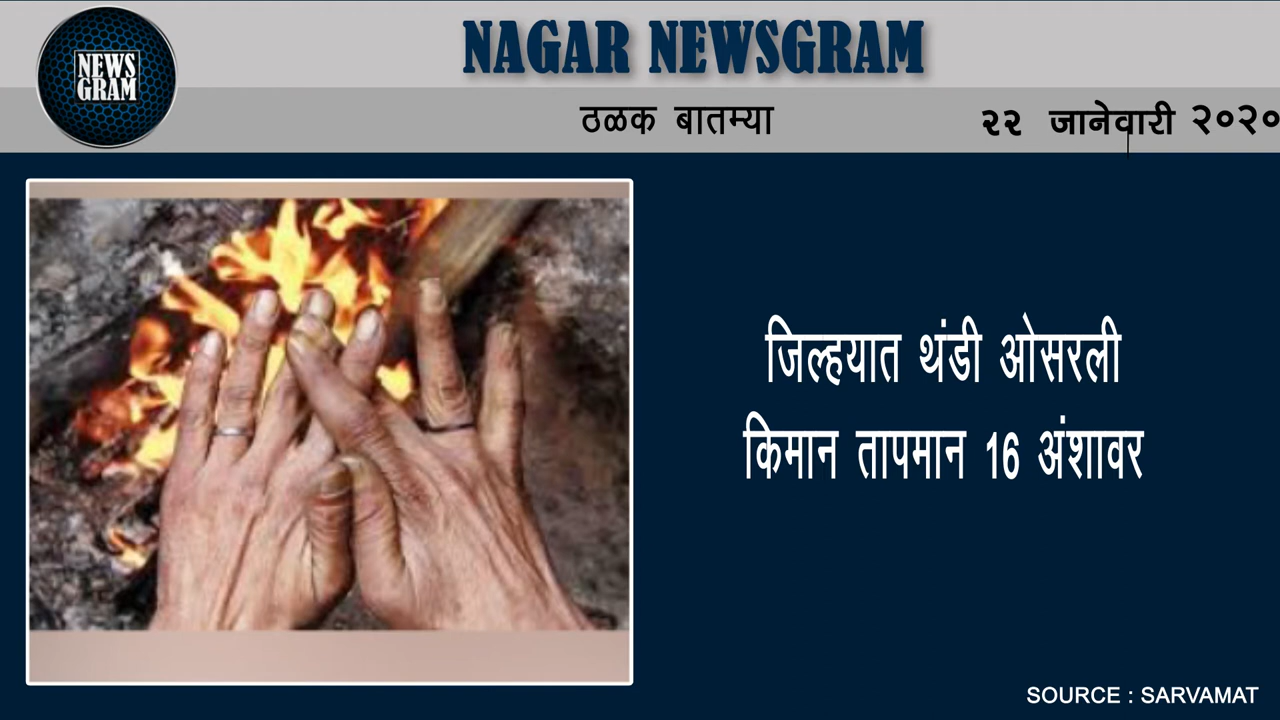 NEWS
GRAM
NAGAR NEWSGRAM
ठळक बातम्या
२२ जानेवारी २०२०
जिल्हयात थंडी ओसरली
किमान तापमान 16 अंशावर
SOURCE : SARVAMAT